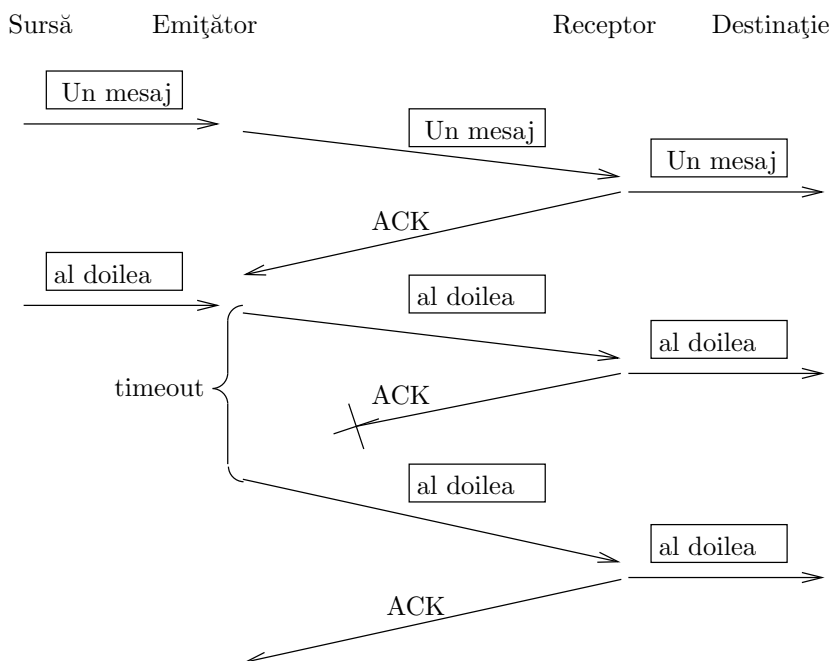 Sursă Emiţător Receptor Destinaţie
Un mesaj
Un mesaj
Un mesaj
ACK
al doilea
al doilea
al doilea
timeout
ACK
al doilea
al doilea
ACK